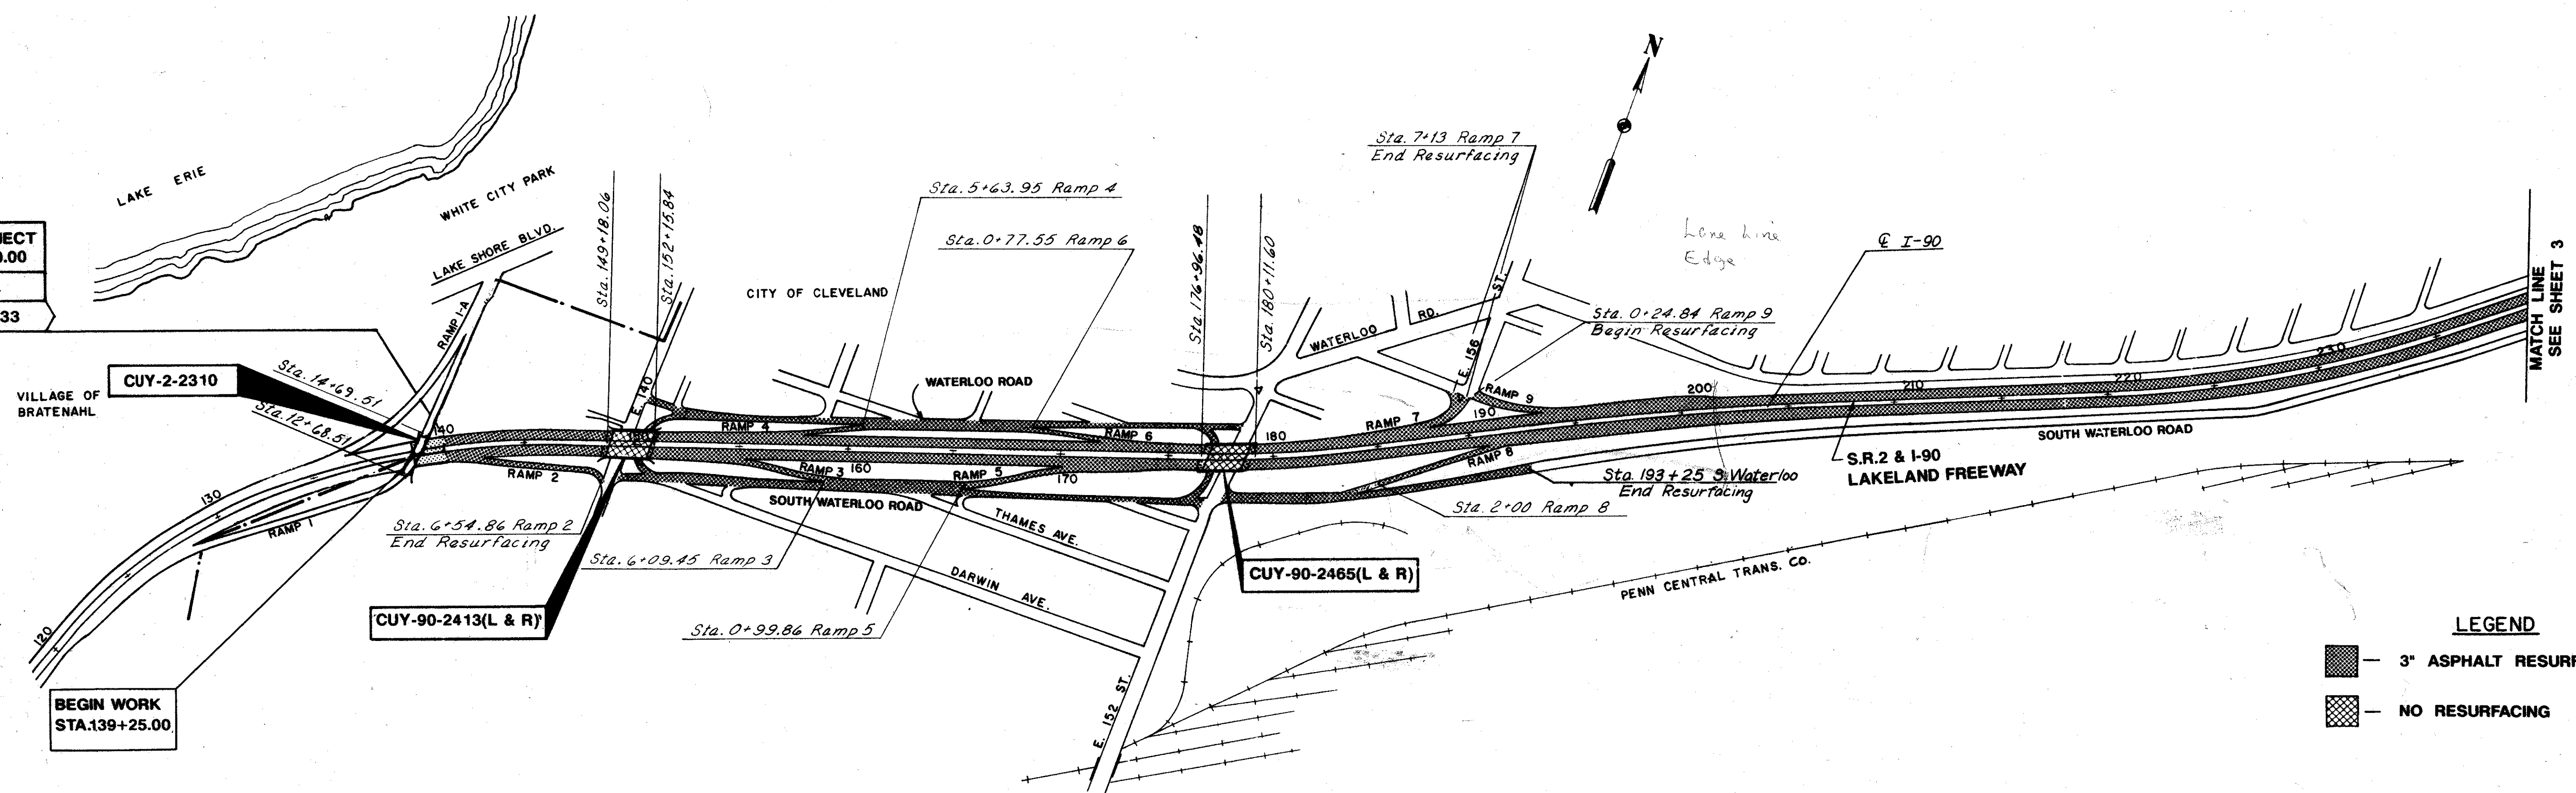 N
Sta. 7+13 Ramp 7
End Resurfacing
LAKE ERIE
WHITE CITY PARK
LAKE SHORE BLVD.
Sta. 149+18.06
Sta. 152+15.84
Sta. 5+63.95 Ramp 4
Sta. 0+77.55 Ramp 6
Sta. 176+96.48
Sta. 180+11.60
Lane Line
Edge
℄ I-90
MATCH LINE
SEE SHEET 3
JECT
0.00
33
CITY OF CLEVELAND
RAMP 1-A
WATERLOO RD.
E. 156 ST.
Sta. 0+24.84 Ramp 9
Begin Resurfacing
CUY-2-2310
Sta. 14+69.51
Sta. 12+68.51
VILLAGE OF
BRATENAHL
E. 140
WATERLOO ROAD
RAMP 9
200
210
220
230
140
150
RAMP 4
RAMP 6
180
RAMP 7
190
RAMP 2
RAMP 3
160
RAMP 5
170
RAMP 8
SOUTH WATERLOO ROAD
S.R.2 & I-90
LAKELAND FREEWAY
130
RAMP 1
120
SOUTH WATERLOO ROAD
THAMES AVE.
Sta. 193+25 S. Waterloo
End Resurfacing
Sta. 2+00 Ramp 8
Sta. 6+54.86 Ramp 2
End Resurfacing
Sta. 6+09.45 Ramp 3
DARWIN AVE.
CUY-90-2465(L & R)
PENN CENTRAL TRANS. CO.
CUY-90-2413(L & R)
Sta. 0+99.86 Ramp 5
E. 152 ST.
BEGIN WORK
STA.139+25.00
LEGEND
— 3" ASPHALT RESURF
— NO RESURFACING